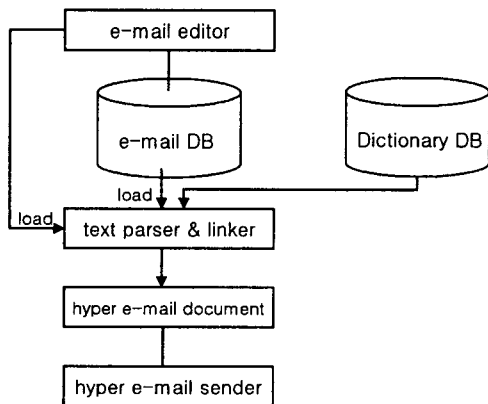 e-mail editor
e-mail DB
Dictionary DB
load
load
text parser & linker
hyper e-mail document
hyper e-mail sender